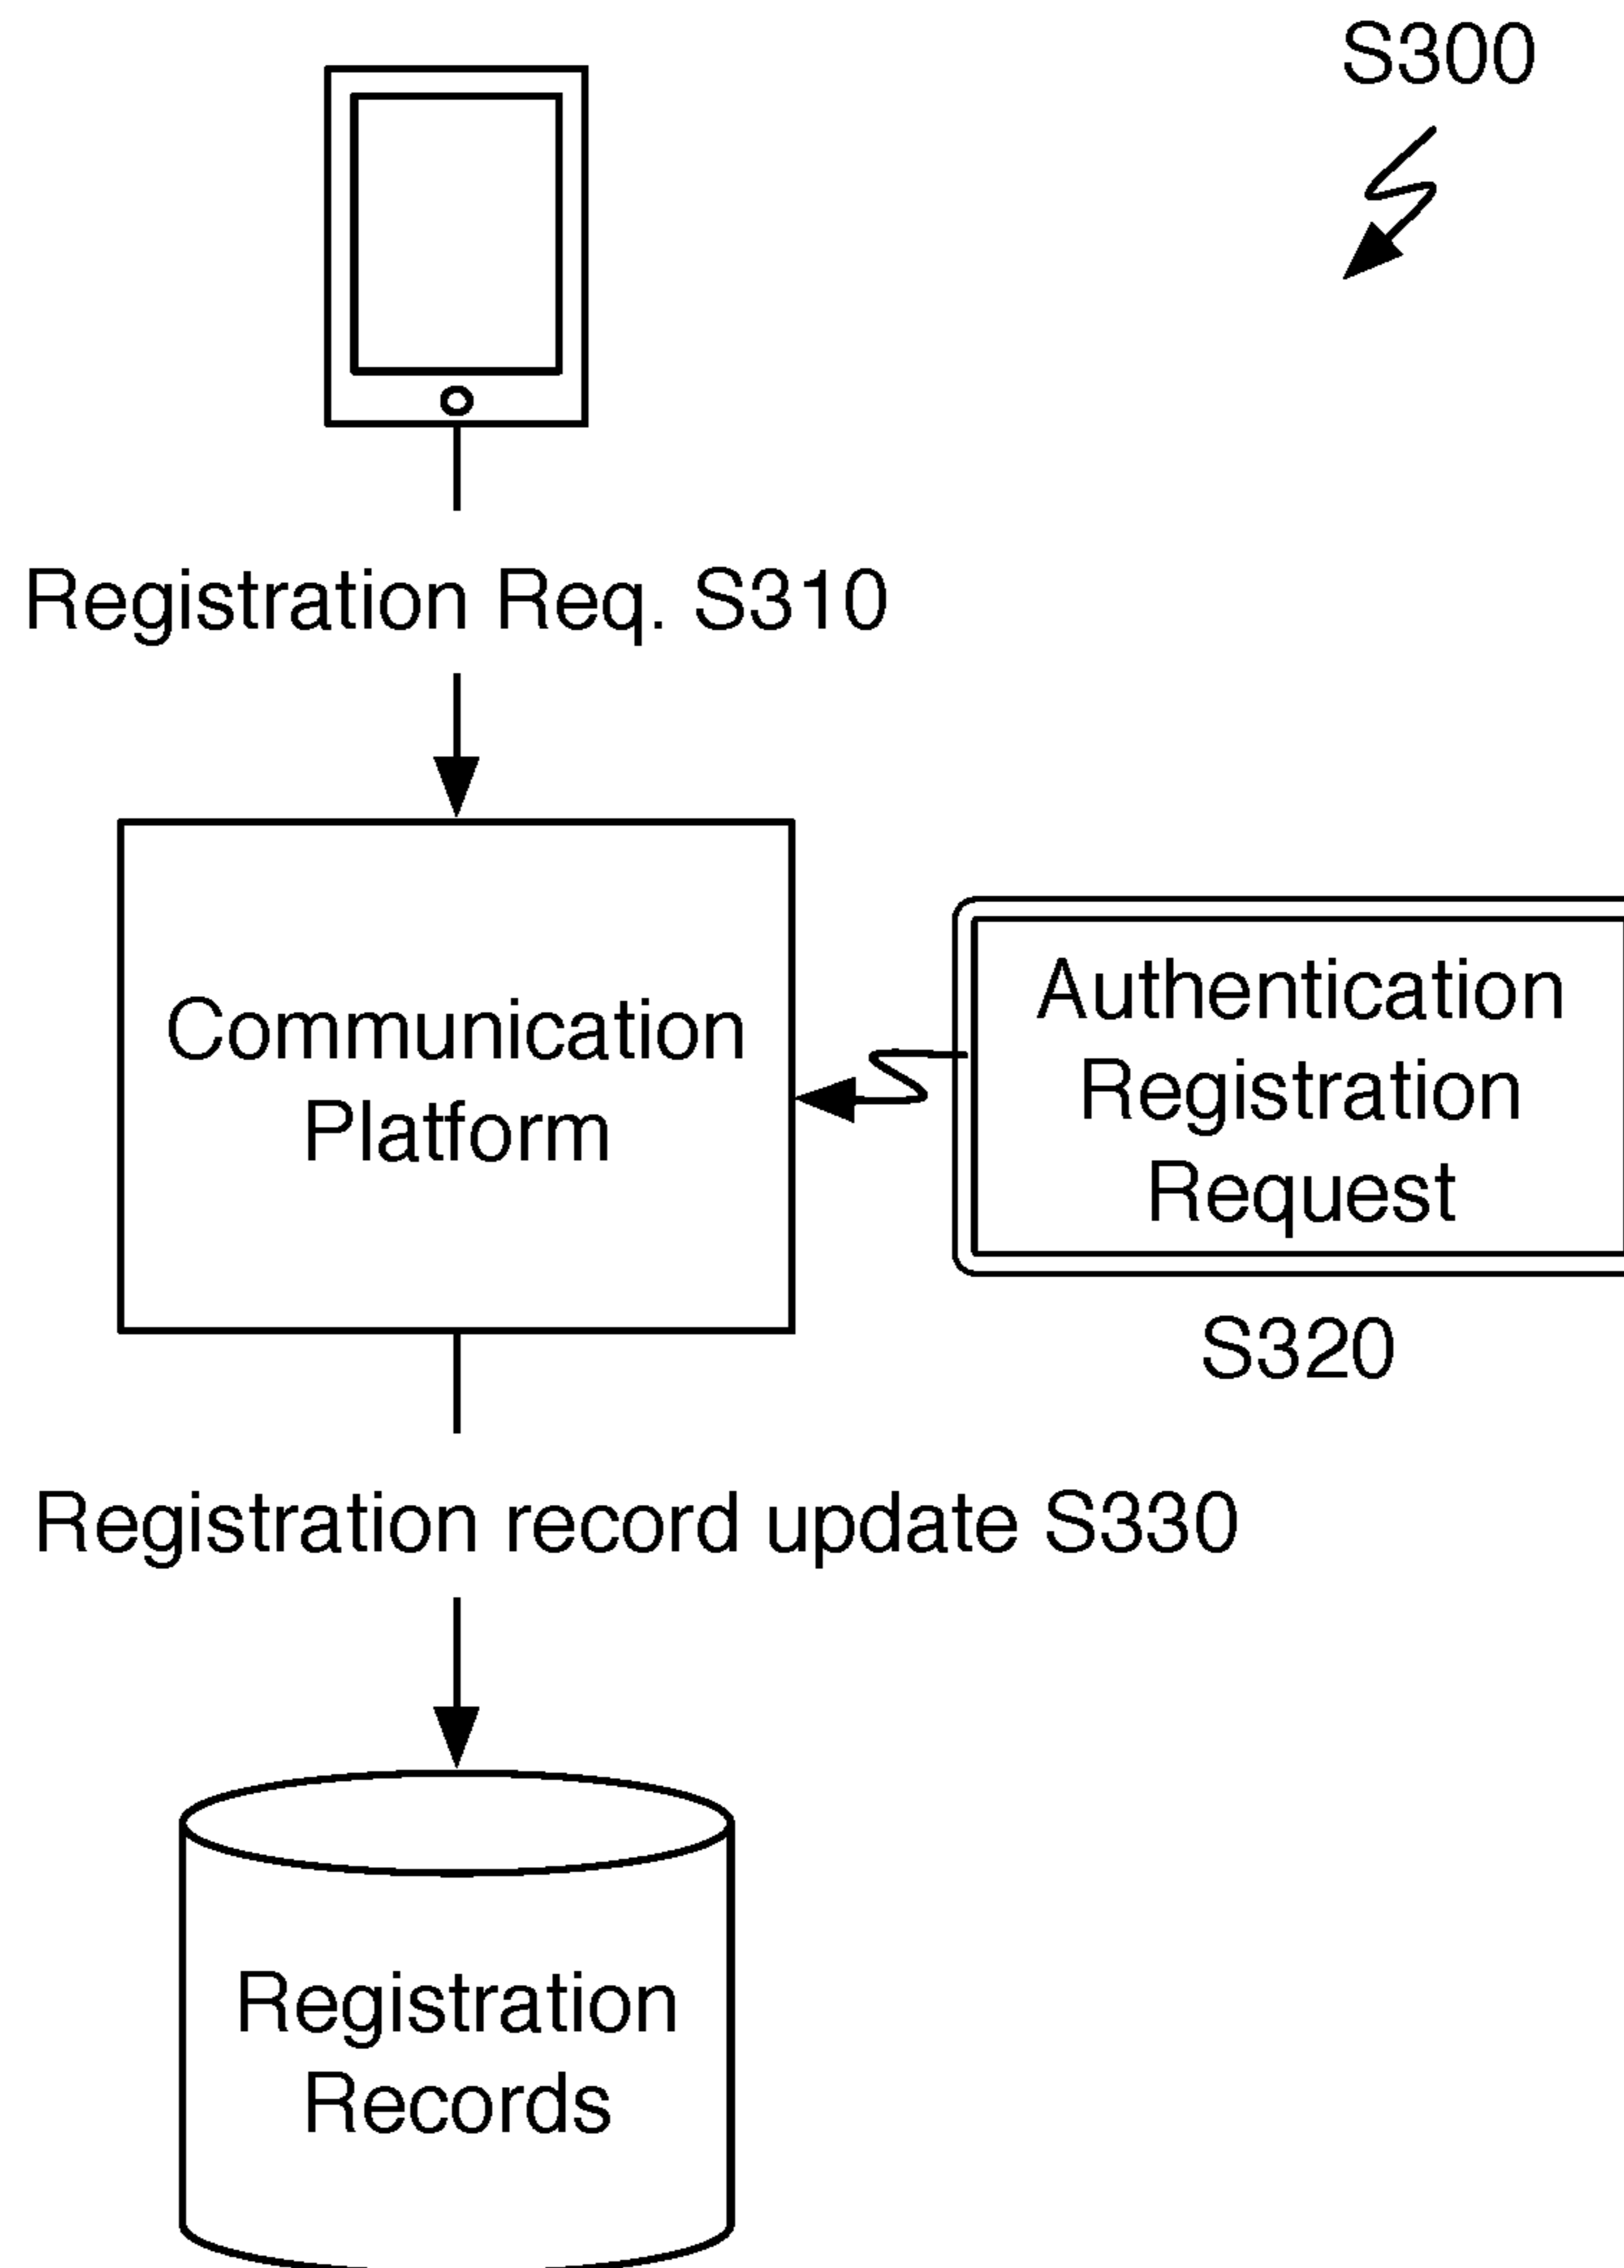 S300
Registration Req. S310
Communication
Platform
Authentication
Registration
Request
S320
Registration record update S330
Registration
Records